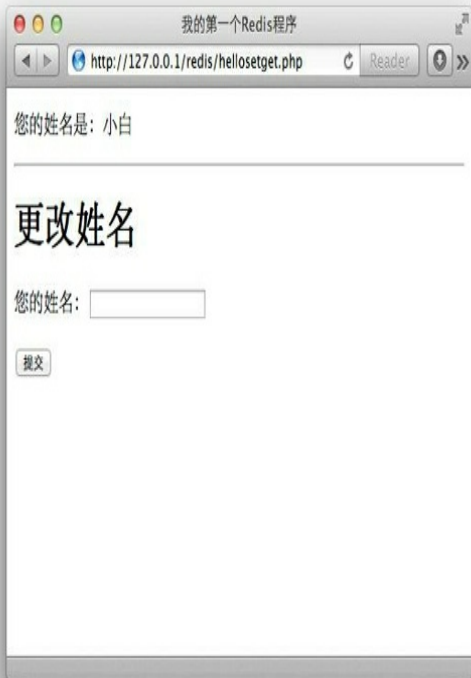 我的第一个Redis程序
http://127.0.0.1/redis/hellosetget.php
Reader
您的姓名是：小白
更改姓名
您的姓名：
提交